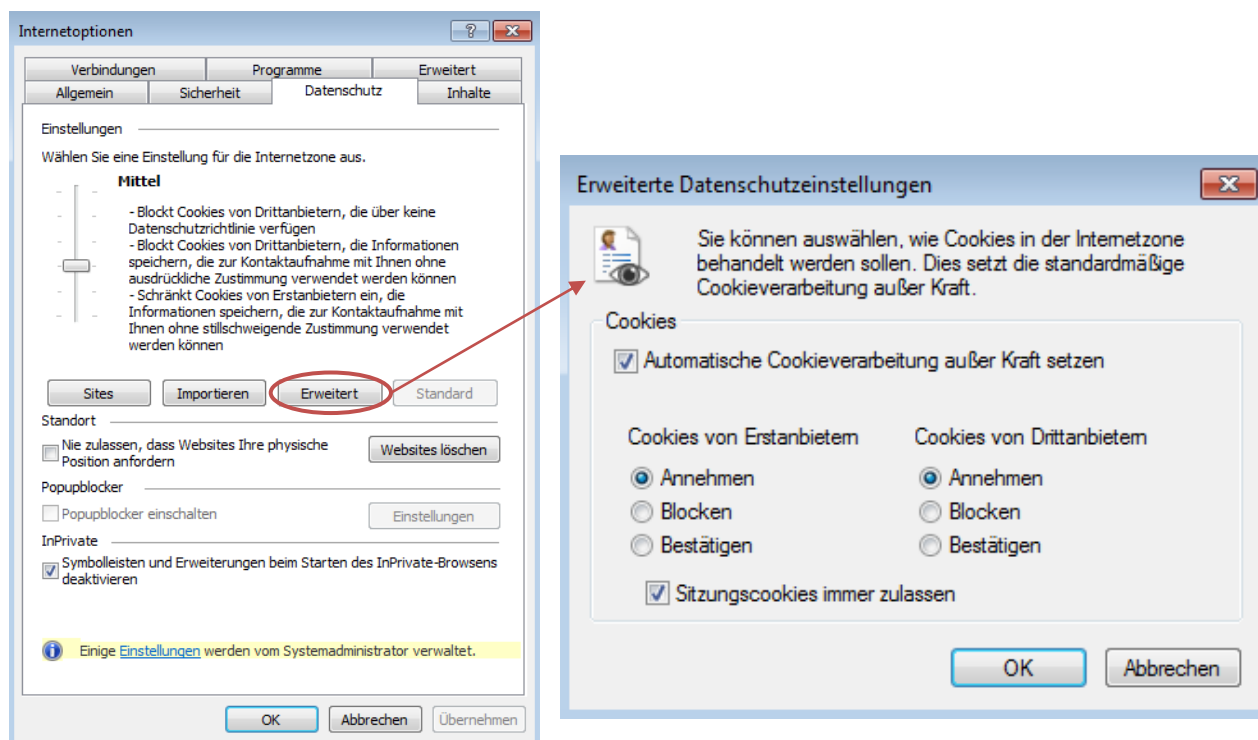 Internetoptionen
?
Verbindungen Programme Erweitert
Allgemein Sicherheit Datenschutz Inhalte
Einstellungen
Wählen Sie eine Einstellung für die Internetzone aus.
Mittel
- Blockt Cookies von Drittanbietern, die über keine
Datenschutzrichtlinie verfügen
- Blockt Cookies von Drittanbietern, die Informationen
speichern, die zur Kontaktaufnahme mit Ihnen ohne
ausdrückliche Zustimmung verwendet werden können
- Schränkt Cookies von Erstanbietern ein, die
Informationen speichern, die zur Kontaktaufnahme mit
Ihnen ohne stillschweigende Zustimmung verwendet
werden können
Sites Importieren Erweitert Standard
Standort
Nie zulassen, dass Websites Ihre physische
Position anfordern
Websites löschen
Popupblocker
Popupblocker einschalten
Einstellungen
InPrivate
Symbolleisten und Erweiterungen beim Starten des InPrivate-Browsens
deaktivieren
Einige Einstellungen werden vom Systemadministrator verwaltet.
OK Abbrechen Übernehmen
Erweiterte Datenschutzeinstellungen
Sie können auswählen, wie Cookies in der Internetzone
behandelt werden sollen. Dies setzt die standardmäßige
Cookieverarbeitung außer Kraft.
Cookies
Automatische Cookieverarbeitung außer Kraft setzen
Cookies von Erstanbietern Cookies von Drittanbietern
Annehmen Annehmen
Blocken Blocken
Bestätigen Bestätigen
Sitzungscookies immer zulassen
OK Abbrechen